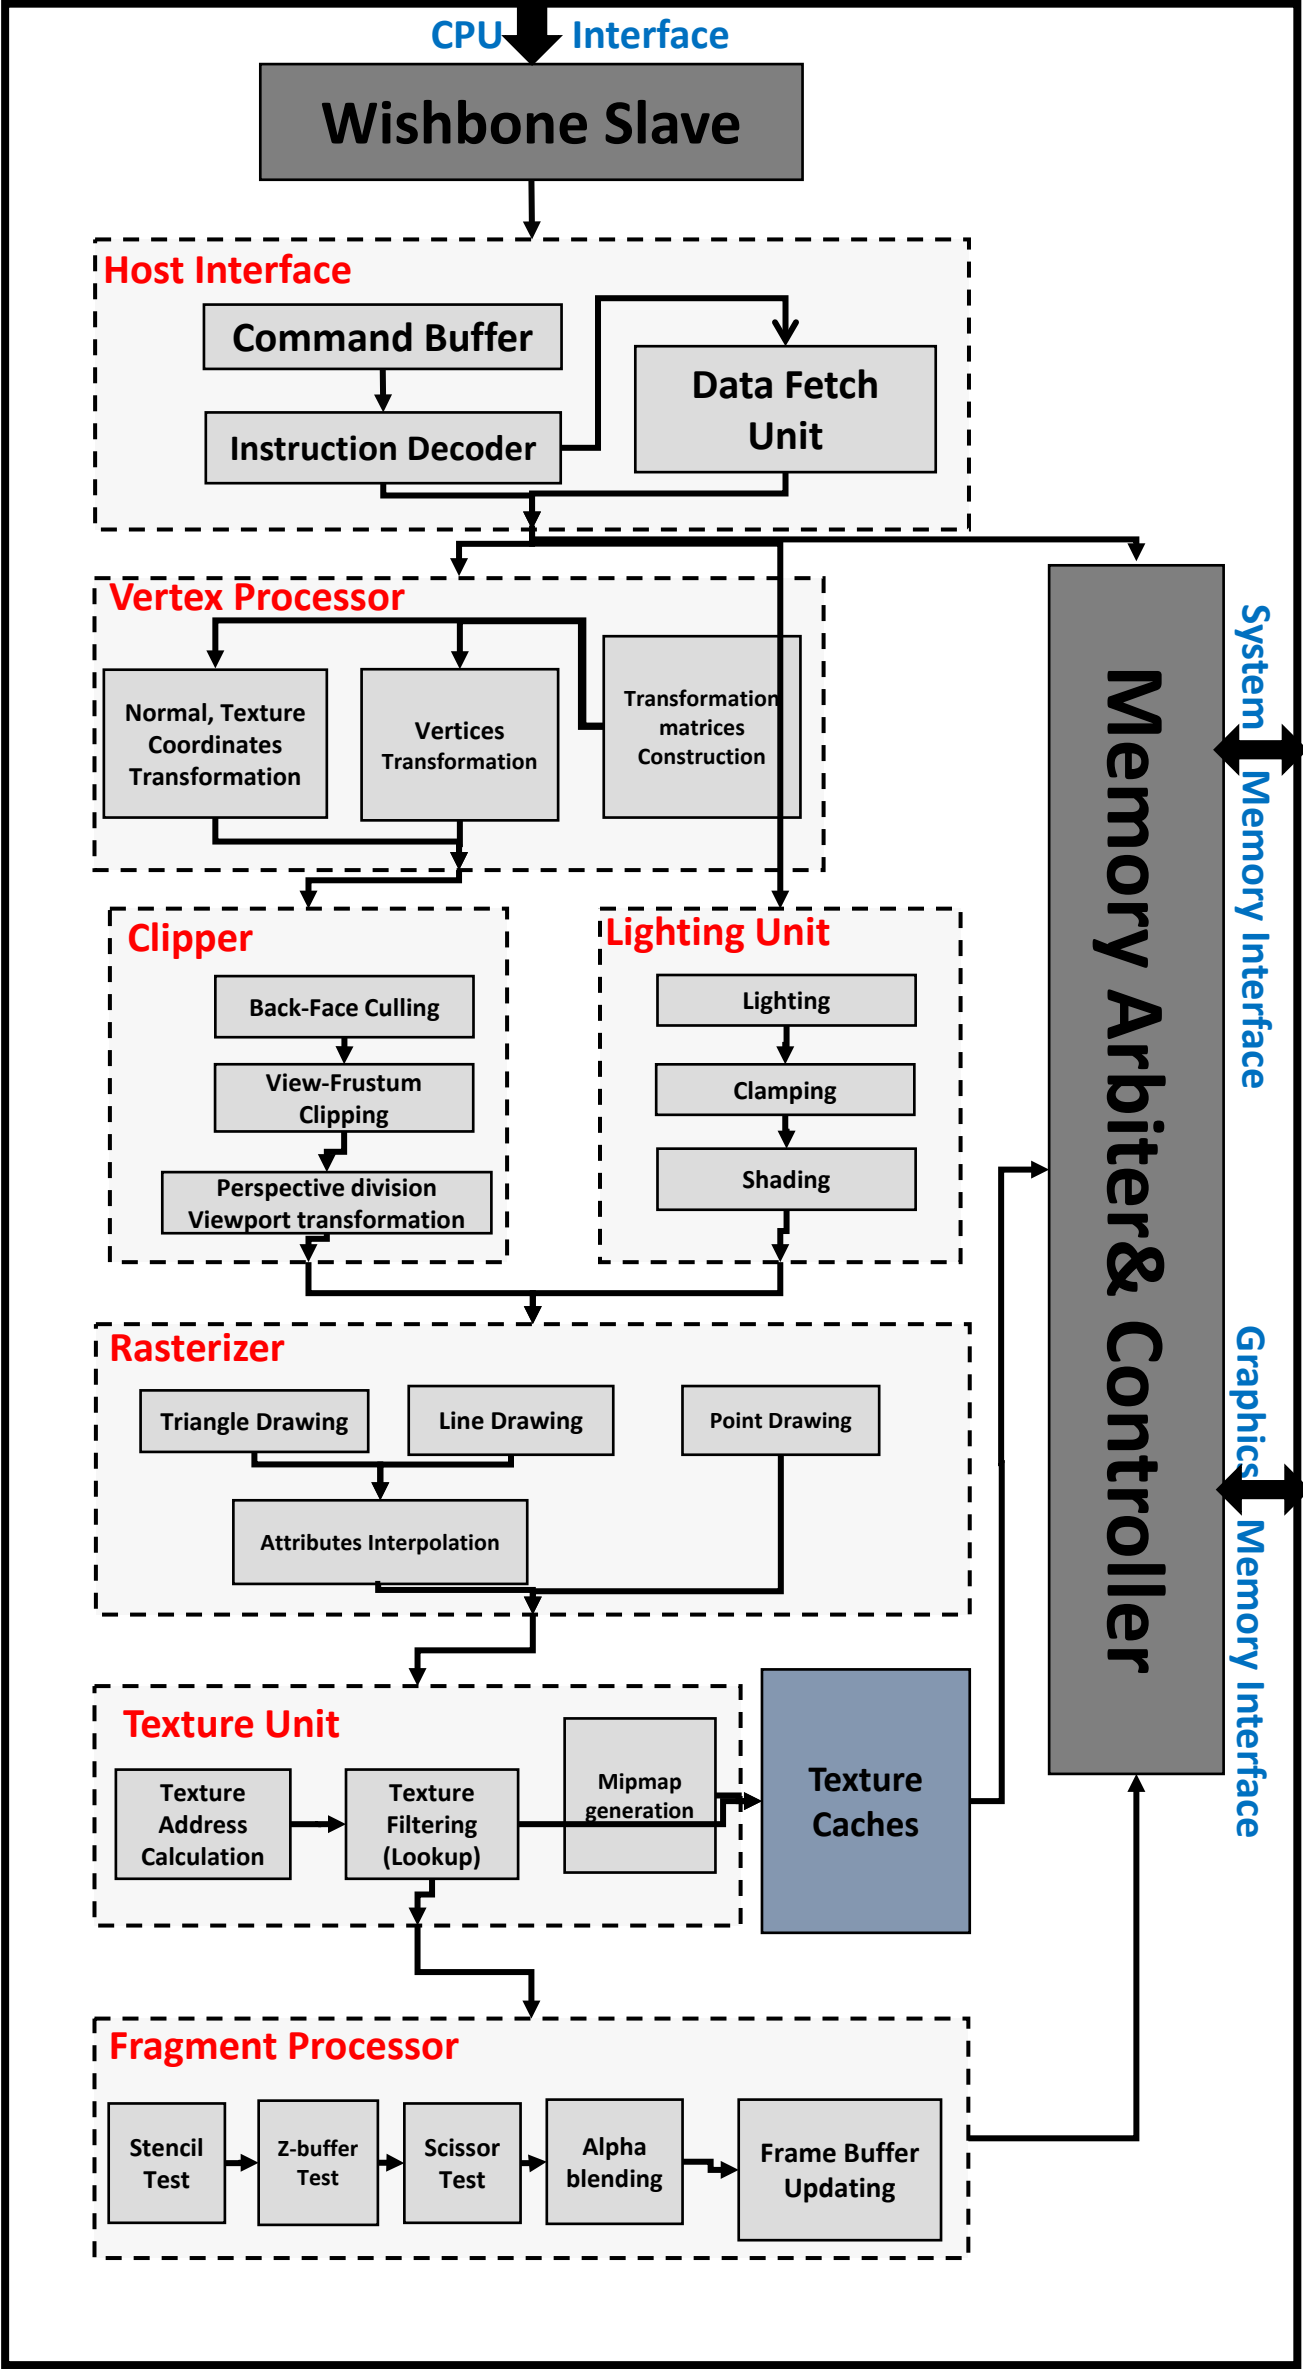 CPU Interface
Wishbone Slave
Host Interface
Command Buffer
Data Fetch
Unit
Instruction Decoder
Vertex Processor
Normal, Texture
Coordinates
Transformation
Vertices
Transformation
Transformation
matrices
Construction
Clipper
Back-Face Culling
View-Frustum
Clipping
Perspective division
Viewport transformation
Lighting Unit
Lighting
Clamping
Shading
Rasterizer
Triangle Drawing
Line Drawing
Point Drawing
Attributes Interpolation
Texture Unit
Texture
Address
Calculation
Texture
Filtering
(Lookup)
Mipmap
generation
Texture
Caches
Fragment Processor
Stencil
Test
Z-buffer
Test
Scissor
Test
Alpha
blending
Frame Buffer
Updating
Memory Arbiter& Controller
System Memory Interface
Graphics Memory Interface